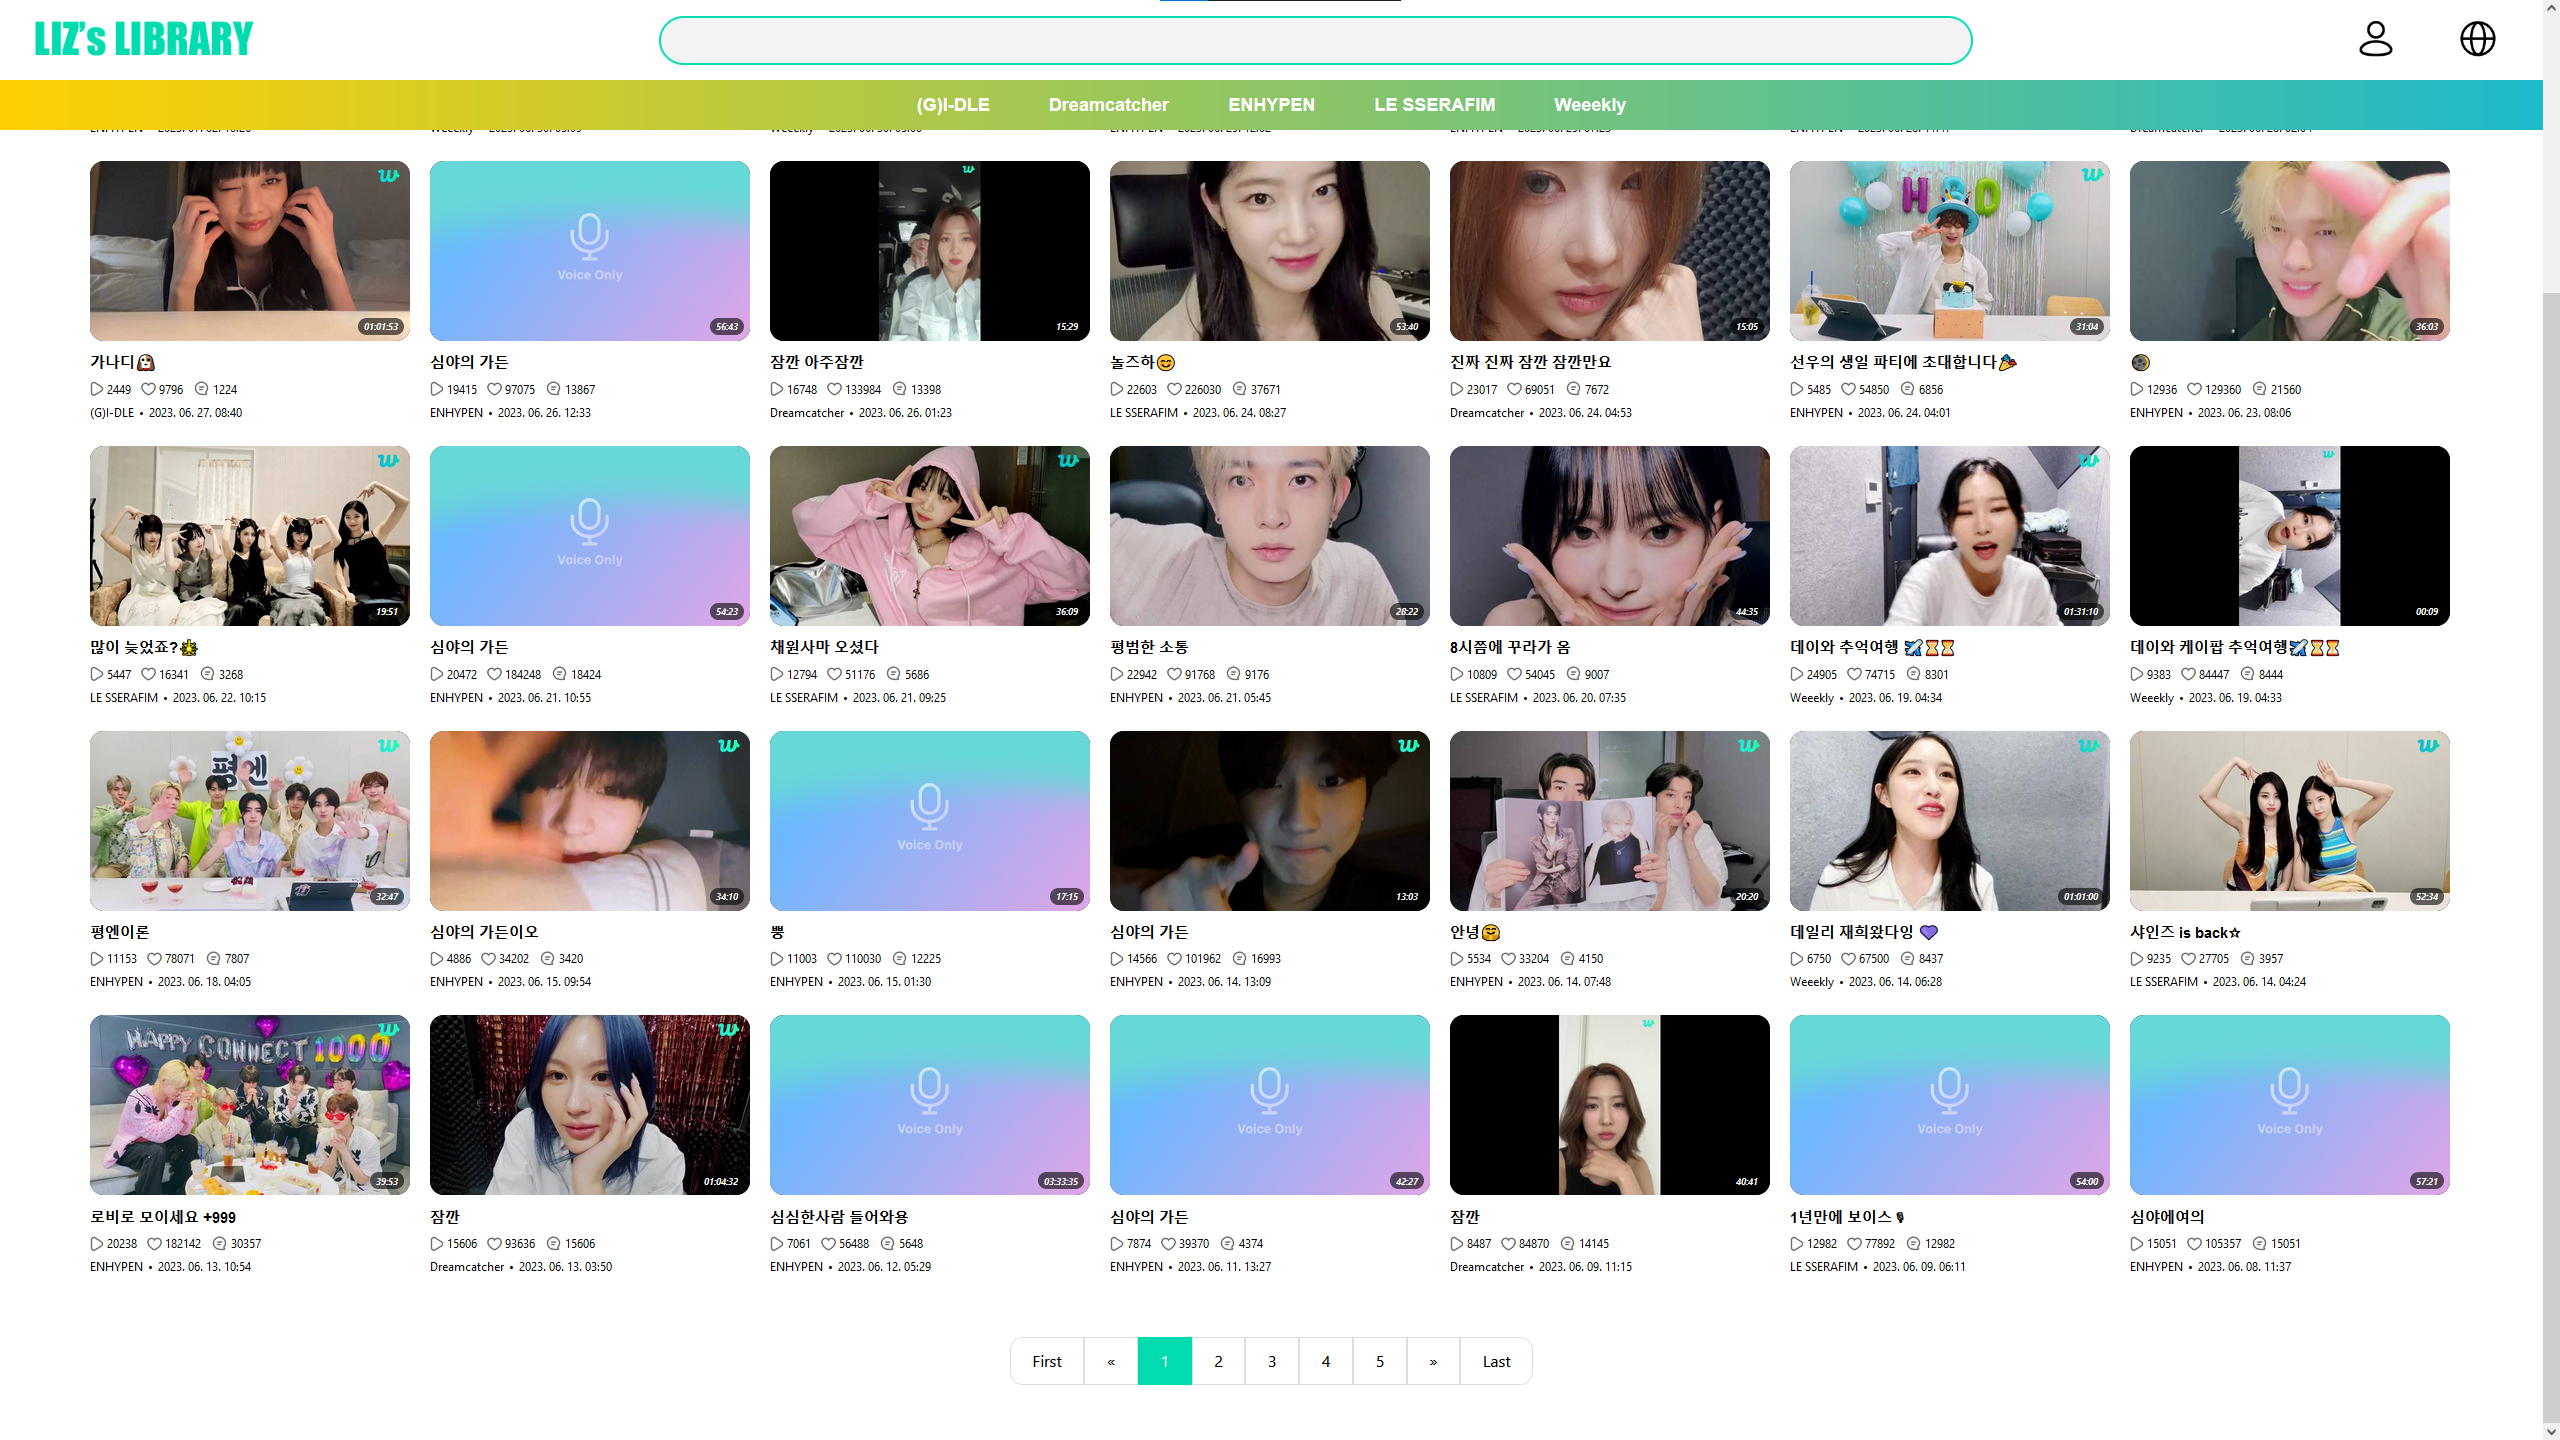 LIZ's LIBRARY
(G)I-DLE Dreamcatcher ENHYPEN LE SSERAFIM Weeekly
01:01:53 Voice Only 56:43 15:29 53:40 15:05 HBD 31:04 36:03
가나디 심야의 가든 잠깐 아주잠깐 놀즈하😊 진짜 진짜 잠깐 잠깐만요 선우의 생일 파티에 초대합니다🎉
2449 9796 1224 19415 97075 13867 16748 133984 13398 22603 226030 37671 23017 69051 7672 5485 54850 6856 12936 129360 21560
(G)I-DLE • 2023. 06. 27. 08:40 ENHYPEN • 2023. 06. 26. 12:33 Dreamcatcher • 2023. 06. 26. 01:23 LE SSERAFIM • 2023. 06. 24. 08:27 Dreamcatcher • 2023. 06. 24. 04:53 ENHYPEN • 2023. 06. 24. 04:01 ENHYPEN • 2023. 06. 23. 08:06
19:51 Voice Only 54:23 36:09 28:22 44:35 01:31:10 00:09
많이 늦었죠? 심야의 가든 채원사마 오셨다 평범한 소통 8시쯤에 꾸라가 옴 데이와 추억여행 ✈️⏳⏳ 데이와 케이팝 추억여행✈️⏳⏳
5447 16341 3268 20472 184248 18424 12794 51176 5686 22942 91768 9176 10809 54045 9007 24905 74715 8301 9383 84447 8444
LE SSERAFIM • 2023. 06. 22. 10:15 ENHYPEN • 2023. 06. 21. 10:55 LE SSERAFIM • 2023. 06. 21. 09:25 ENHYPEN • 2023. 06. 21. 05:45 LE SSERAFIM • 2023. 06. 20. 07:35 Weeekly • 2023. 06. 19. 04:34 Weeekly • 2023. 06. 19. 04:33
평엔 32:47 34:10 Voice Only 17:15 13:03 20:20 01:01:00 52:34
평엔이론 심야의 가든이오 뿡 심야의 가든 안녕🤗 데일리 재희왔다잉 💜 샤인즈 is back☆
11153 78071 7807 4886 34202 3420 11003 110030 12225 14566 101962 16993 5534 33204 4150 6750 67500 8437 9235 27705 3957
ENHYPEN • 2023. 06. 18. 04:05 ENHYPEN • 2023. 06. 15. 09:54 ENHYPEN • 2023. 06. 15. 01:30 ENHYPEN • 2023. 06. 14. 13:09 ENHYPEN • 2023. 06. 14. 07:48 Weeekly • 2023. 06. 14. 06:28 LE SSERAFIM • 2023. 06. 14. 04:24
HAPPY CONNECT 1000 39:53 01:04:32 Voice Only 03:33:35 Voice Only 42:27 40:41 Voice Only 54:00 Voice Only 57:21
로비로 모이세요 +999 잠깐 심심한사람 들어와용 심야의 가든 잠깐 1년만에 보이스🎙 심야에여의
20238 182142 30357 15606 93636 15606 7061 56488 5648 7874 39370 4374 8487 84870 14145 12982 77892 12982 15051 105357 15051
ENHYPEN • 2023. 06. 13. 10:54 Dreamcatcher • 2023. 06. 13. 03:50 ENHYPEN • 2023. 06. 12. 05:29 ENHYPEN • 2023. 06. 11. 13:27 Dreamcatcher • 2023. 06. 09. 11:15 LE SSERAFIM • 2023. 06. 09. 06:11 ENHYPEN • 2023. 06. 08. 11:37
First « 1 2 3 4 5 » Last